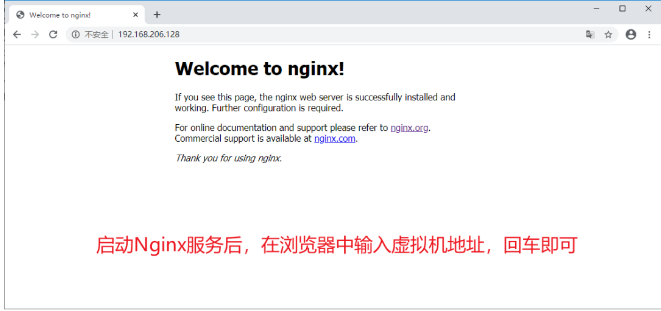 Welcome to nginx!
不安全 192.168.206.128
Welcome to nginx!
If you see this page, the nginx web server is successfully installed and
working. Further configuration is required.
For online documentation and support please refer to nginx.org.
Commercial support is available at nginx.com.
Thank you for using nginx.
启动Nginx服务后，在浏览器中输入虚拟机地址，回车即可